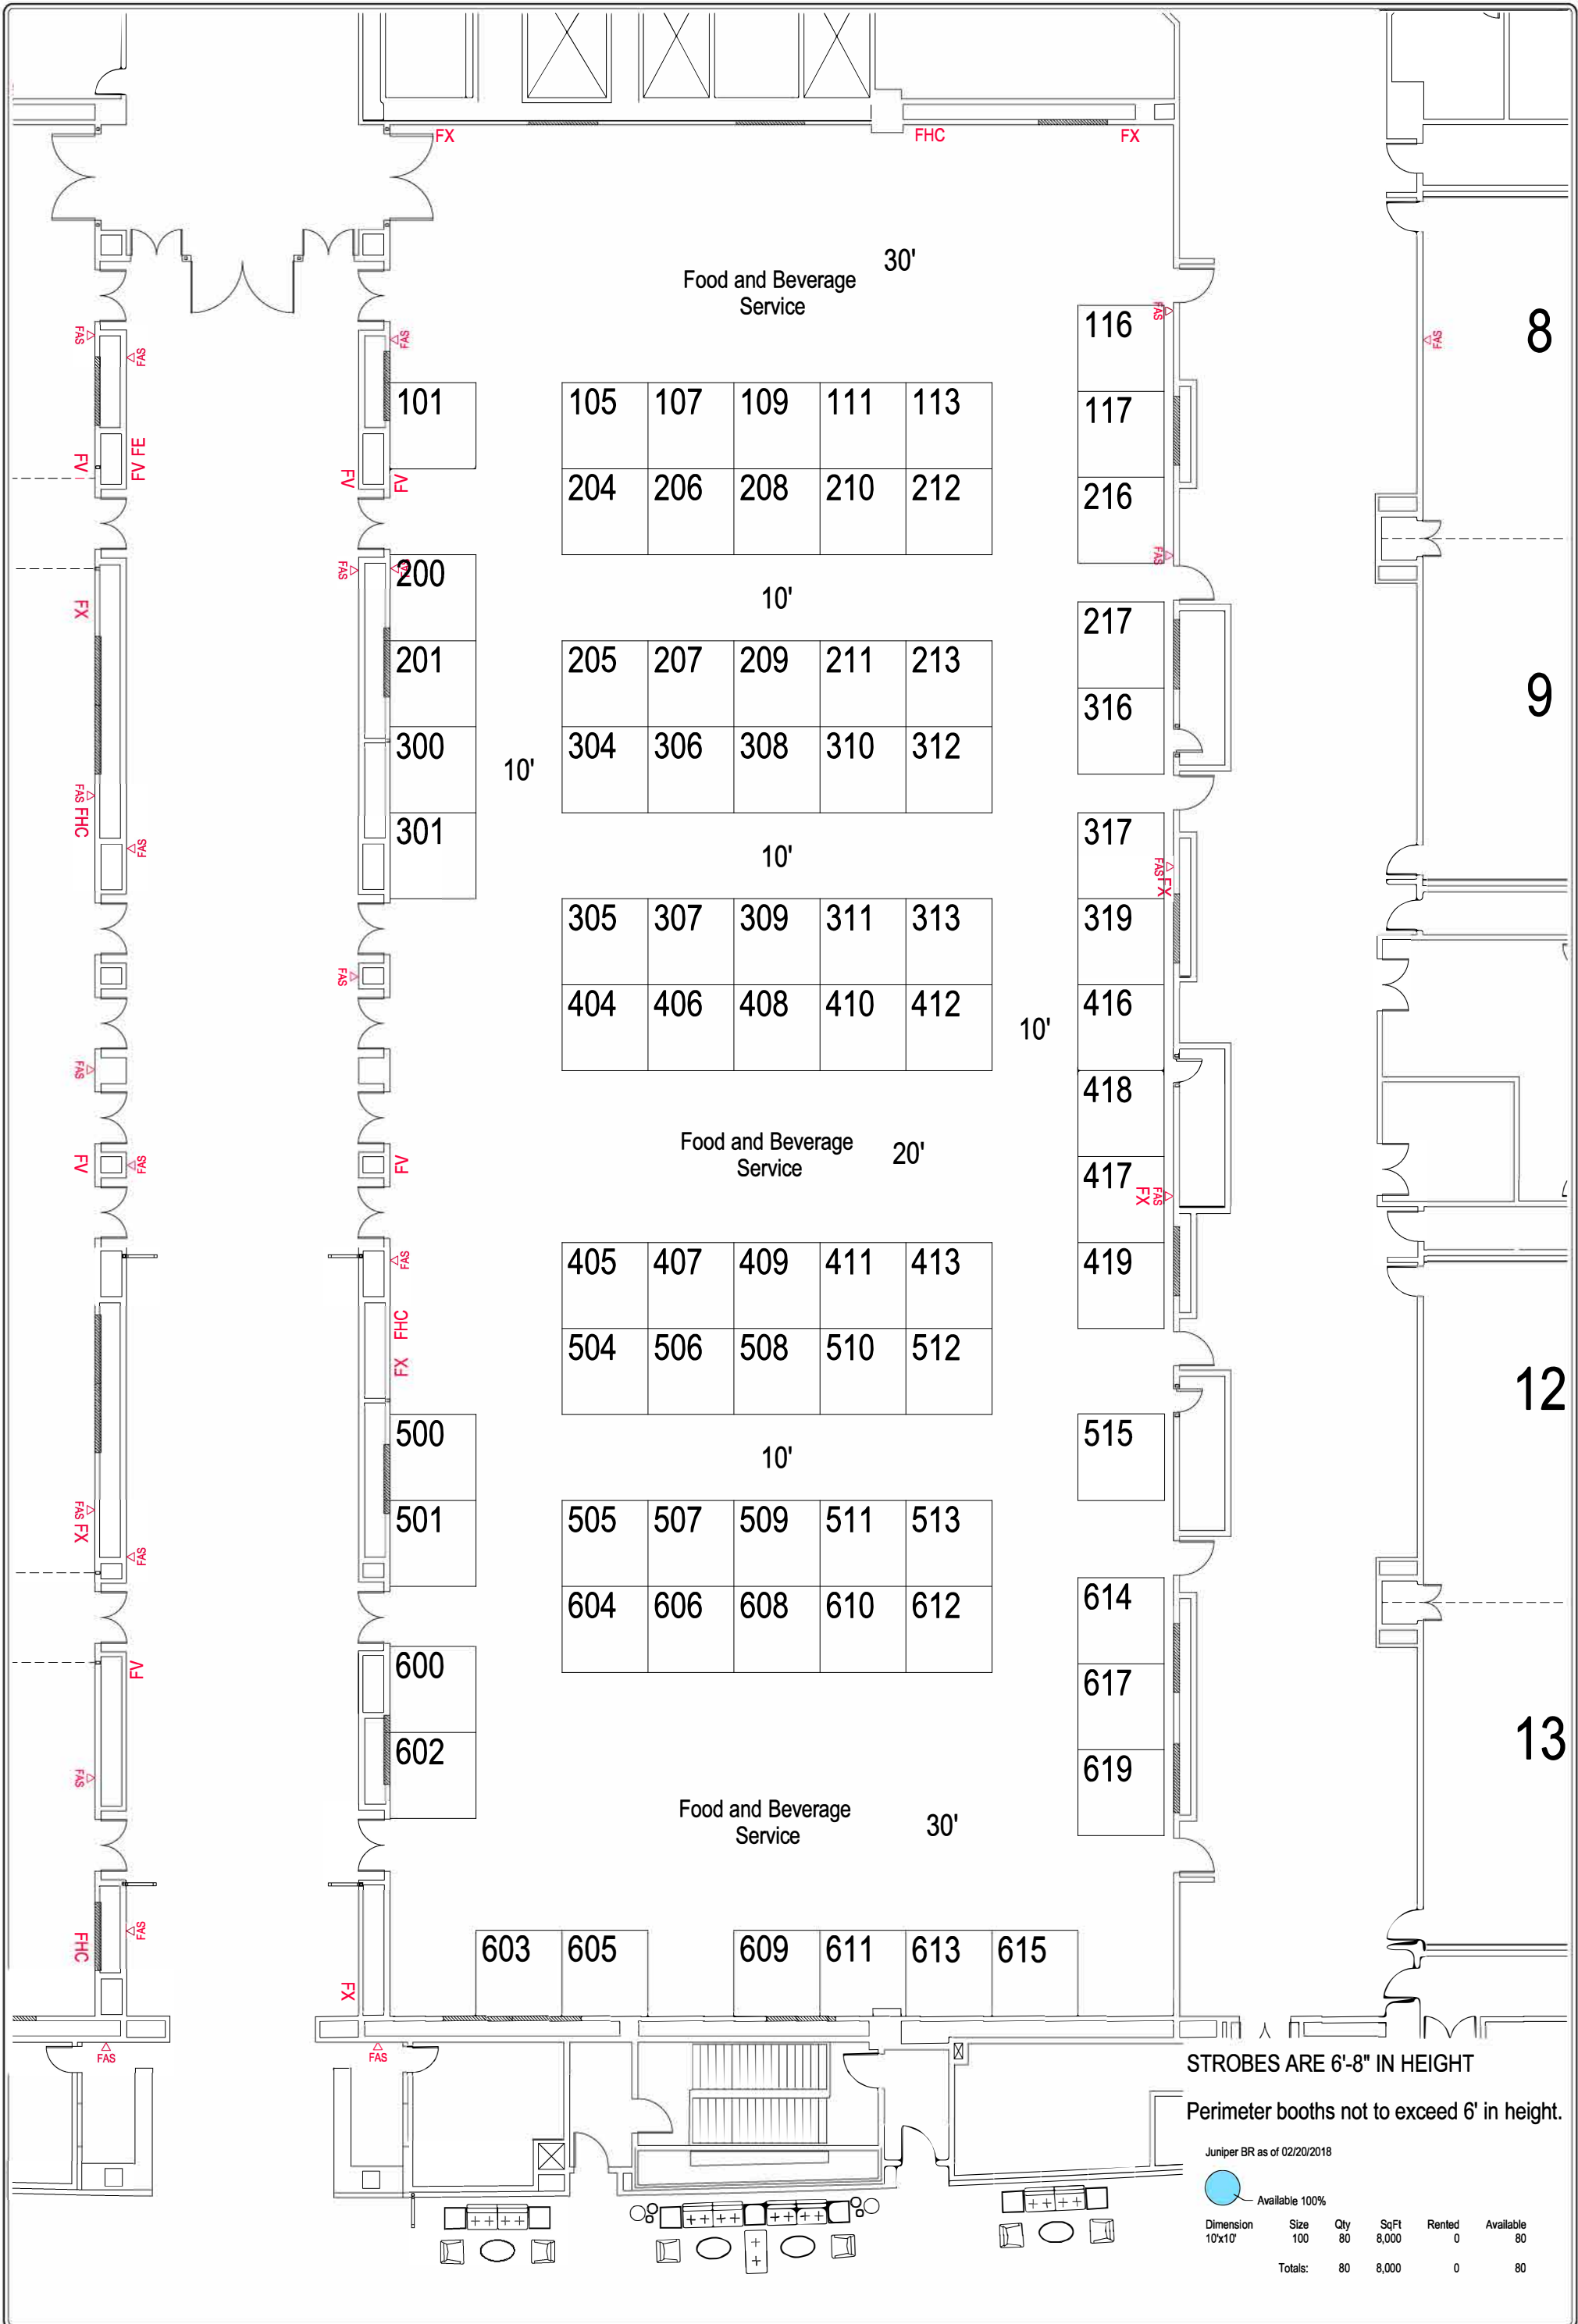 FX
FHC
FX
30'
Food and Beverage
Service
FAS
FAS
FAS
FAS
FAS
116
8
101
105
107
109
111
113
117
FV
FV FE
FV
FV
204
206
208
210
212
216
FAS
FAS
FAS
200
10'
FX
217
201
205
207
209
211
213
9
316
300
304
306
308
310
312
10'
FAS
FHC
FAS
301
10'
317
FAS
FX
305
307
309
311
313
319
FAS
404
406
408
410
412
416
10'
FAS
418
Food and Beverage
Service
20'
FV
FAS
FV
417
FX
FAS
405
407
409
411
413
419
FAS
FHC
FX
504
506
508
510
512
12
500
515
10'
FAS
FX
FAS
501
505
507
509
511
513
604
606
608
610
612
614
FV
600
617
602
619
13
FAS
Food and Beverage
Service
30'
FHC
FAS
603
605
609
611
613
615
FX
FAS
FAS
STROBES ARE 6'-8" IN HEIGHT
Perimeter booths not to exceed 6' in height.
Juniper BR as of 02/20/2018
Available 100%
Dimension Size Qty SqFt Rented Available
10'x10' 100 80 8,000 0 80
Totals: 80 8,000 0 80